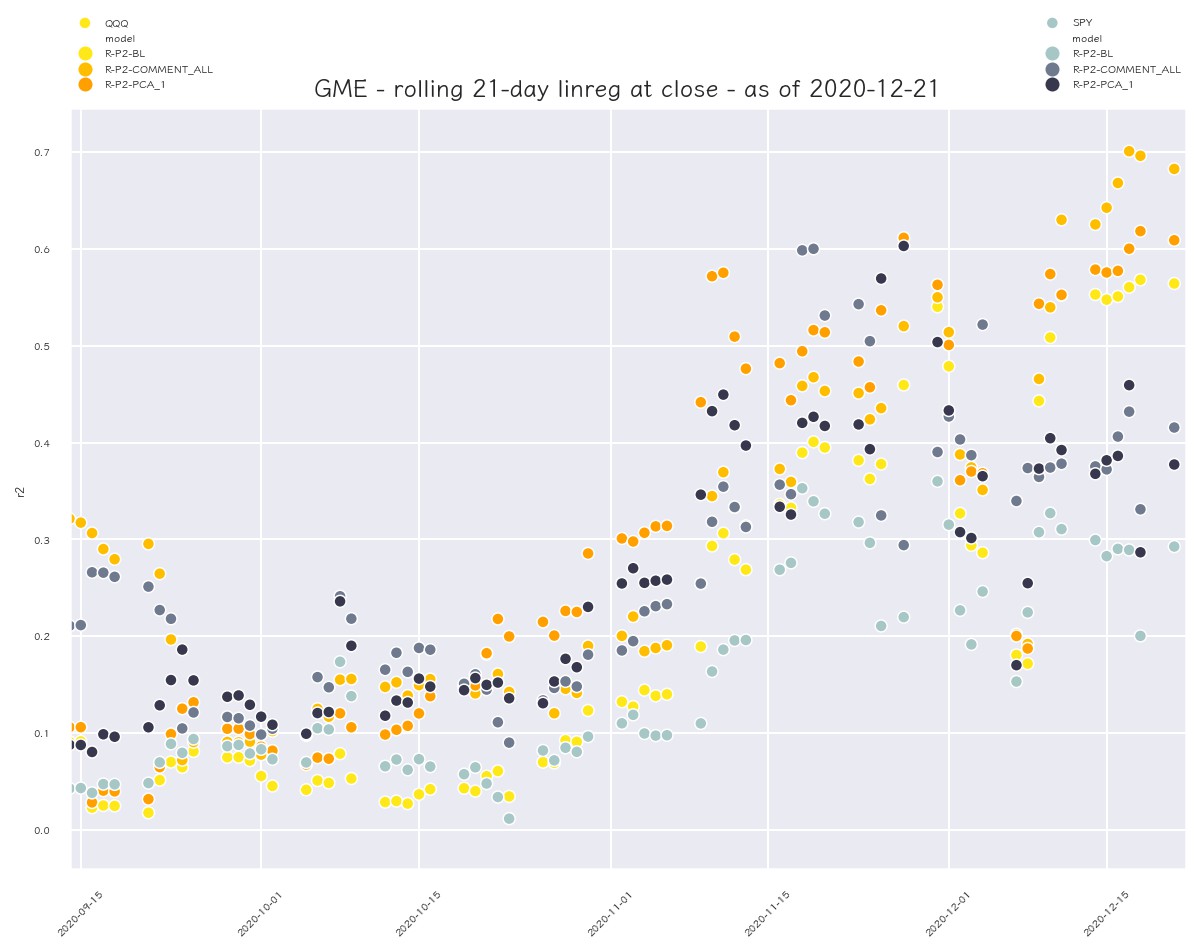 QQQ
model
R-P2-BL
R-P2-COMMENT_ALL
R-P2-PCA_1
SPY
model
R-P2-BL
R-P2-COMMENT_ALL
R-P2-PCA_1
GME - rolling 21-day linreg at close - as of 2020-12-21
0.7
0.6
0.5
0.4
0.3
0.2
0.1
0.0
r2
2020-09-15
2020-10-01
2020-10-15
2020-11-01
2020-11-15
2020-12-01
2020-12-15